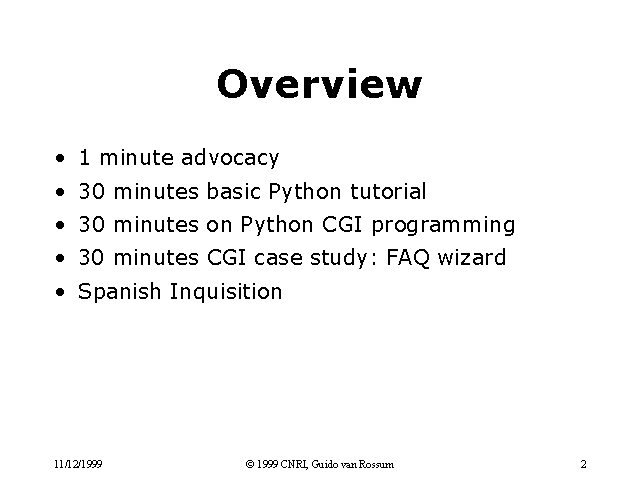 Overview
• 1 minute advocacy
• 30 minutes basic Python tutorial
• 30 minutes on Python CGI programming
• 30 minutes CGI case study: FAQ wizard
• Spanish Inquisition
11/12/1999 © 1999 CNRI, Guido van Rossum 2